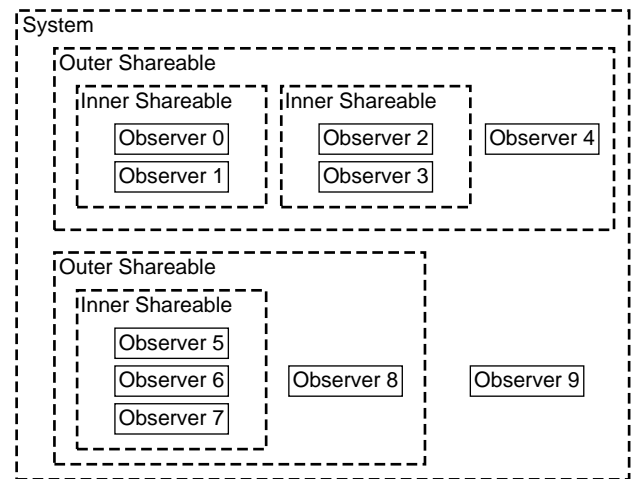 System
Outer Shareable
Inner Shareable
Observer 0
Observer 1
Inner Shareable
Observer 2
Observer 3
Observer 4
Outer Shareable
Inner Shareable
Observer 5
Observer 6
Observer 7
Observer 8
Observer 9